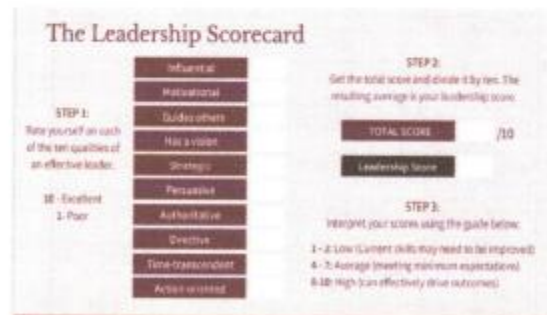 The Leadership Scorecard
STEP 1:
Rate yourself on each
of the ten qualities of
an effective leader.
10 - Excellent
1- Poor
Influential
Motivational
Guides others
Has a vision
Strategic
Persuasive
Authoritative
Directive
Time-transcendent
Action-oriented
STEP 2:
Get the total score and divide it by ten. The
resulting average is your leadership score.
TOTAL SCORE /10
Leadership Score
STEP 3:
Interpret your scores using the guide below:
1 - 2: Low (Current skills may need to be improved)
4 - 7: Average (meeting minimum expectations)
8-10: High (can effectively drive outcomes)